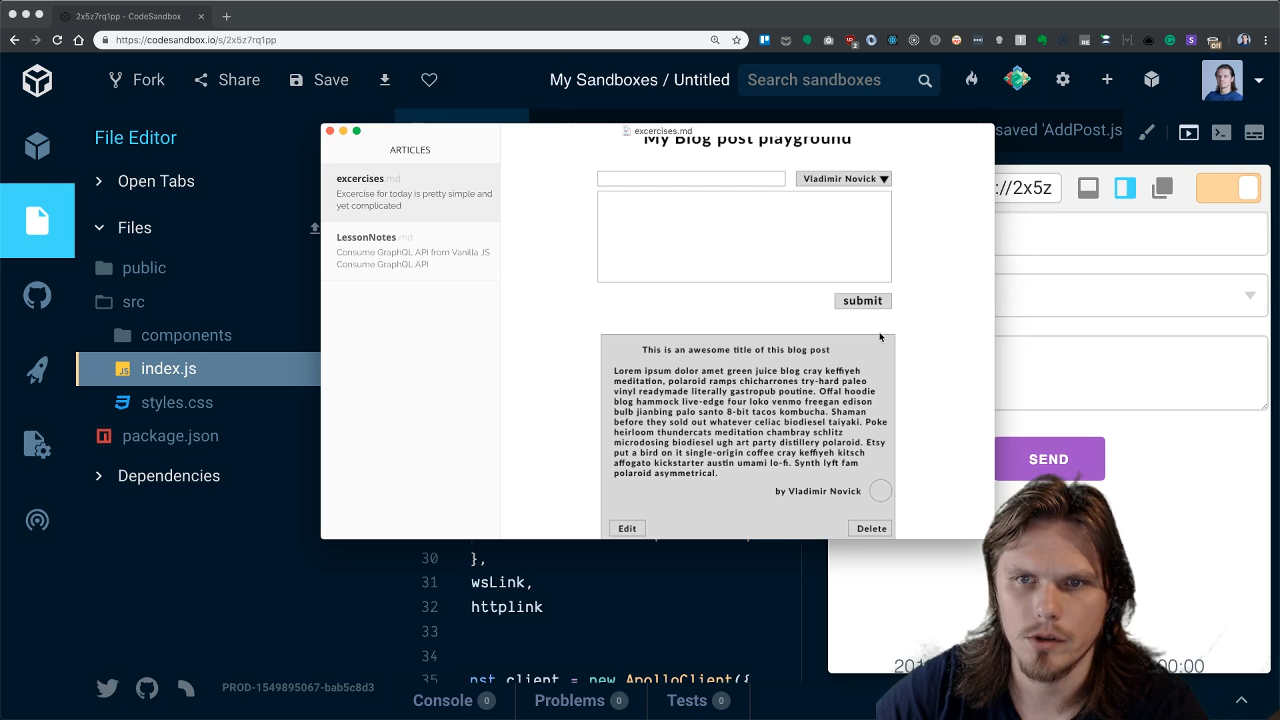 2x5z7rq1pp - CodeSandbox
https://codesandbox.io/s/2x5z7rq1pp
Fork
Share
Save
My Sandboxes / Untitled
Search sandboxes
File Editor
Open Tabs
Files
public
src
components
index.js
styles.css
package.json
Dependencies
PROD-1549895067-bab5c8d3
excercises.md
ARTICLES
excercises md
Excercise for today is pretty simple and
yet complicated
LessonNotes md
Consume GraphQL API from Vanilla JS
Consume GraphQL API
My Blog post playground
Vladimir Novick
submit
This is an awesome title of this blog post
Lorem ipsum dolor amet green juice blog cray keffiyeh
meditation, polaroid ramps chicharrones try-hard paleo
vinyl readymade literally gastropub poutine. Offal hoodie
blog hammock live-edge four loko venmo freegan edison
bulb jianbing palo santo 8-bit tacos kombucha. Shaman
before they sold out whatever celiac biodiesel taiyaki. Poke
heirloom thundercats meditation chambray schlitz
microdosing biodiesel ugh art party distillery polaroid. Etsy
put a bird on it single-origin coffee cray keffiyeh kitsch
affogato kickstarter austin umami lo-fi. Synth lyft fam
polaroid asymmetrical.
by Vladimir Novick
Edit
Delete
saved 'AddPost.js
://2x5z
SEND
30 },
31 wsLink,
32 httplink
33
34
35 nst client = new ApolloClient({
Console 0
Problems 0
Tests 0